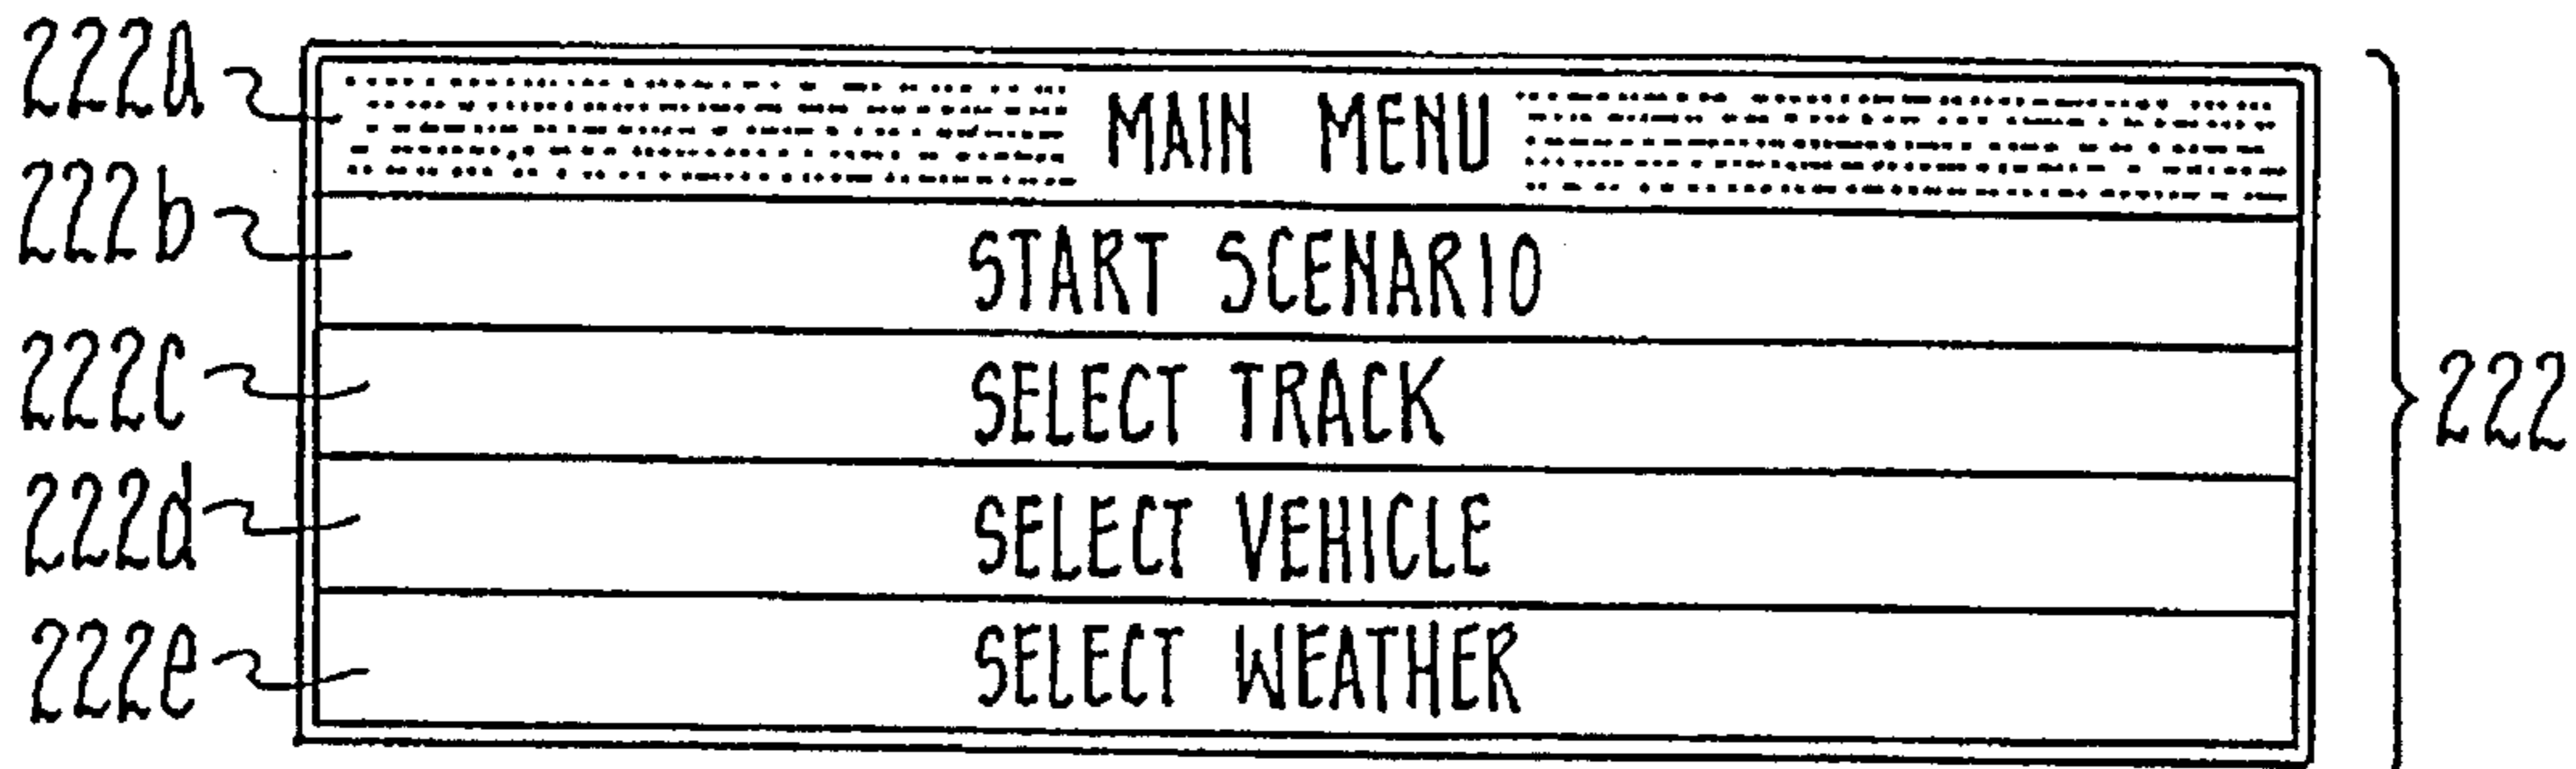 222a MAIN MENU
222b START SCENARIO
222c SELECT TRACK
222
222d SELECT VEHICLE
222e SELECT WEATHER